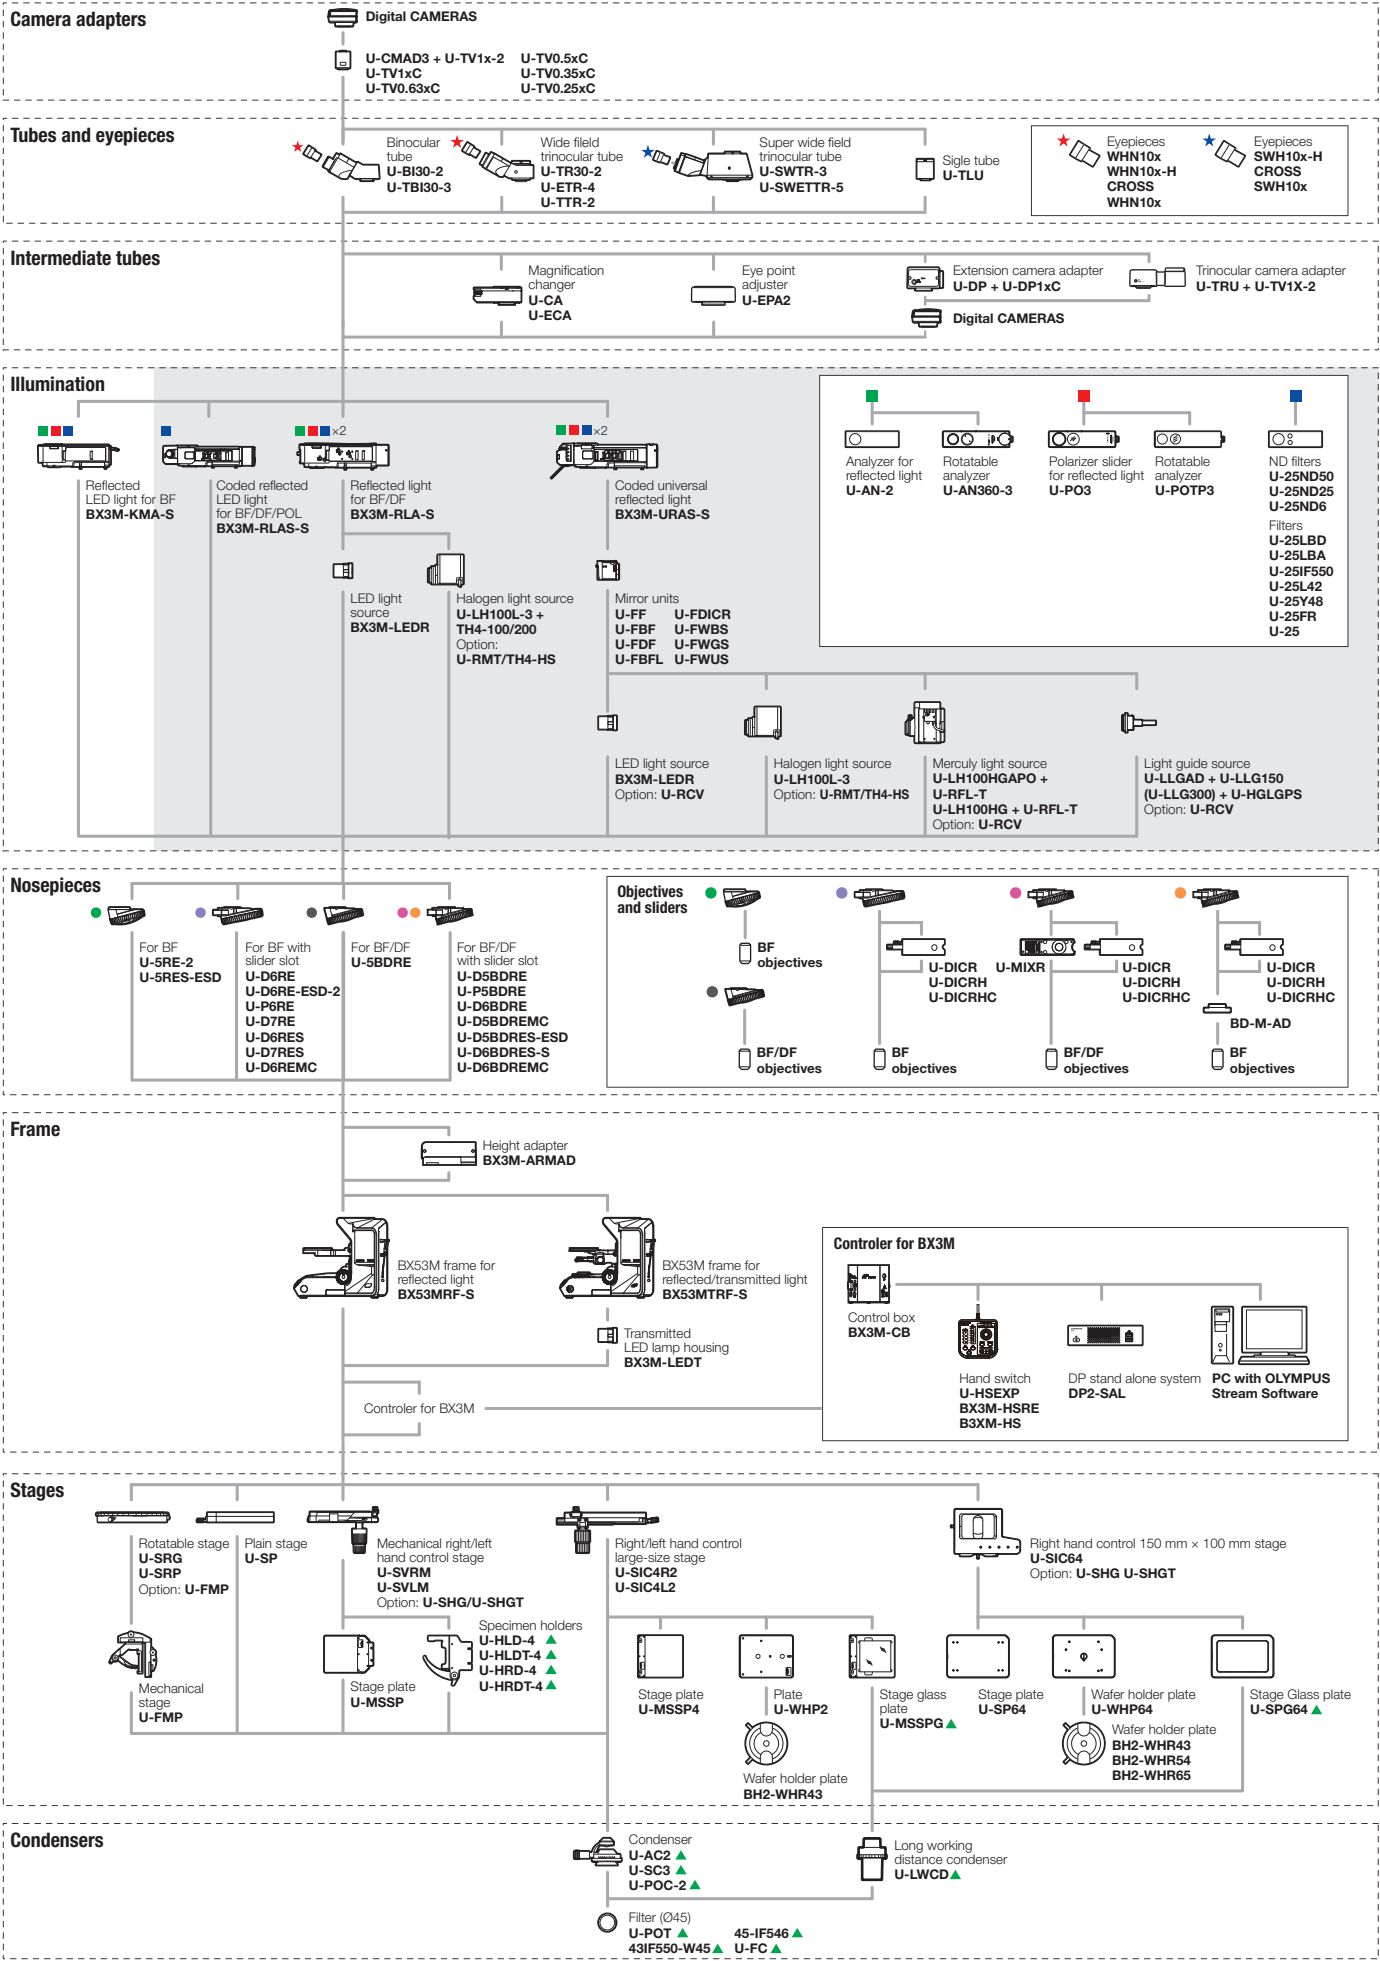 Camera adapters
Digital CAMERAS
U-CMAD3 + U-TV1x-2
U-TV1xC
U-TV0.63xC
U-TV0.5xC
U-TV0.35xC
U-TV0.25xC
Tubes and eyepieces
Binocular
tube
U-BI30-2
U-TBI30-3
Wide fileld
trinocular tube
U-TR30-2
U-ETR-4
U-TTR-2
Super wide field
trinocular tube
U-SWTR-3
U-SWETTR-5
Sigle tube
U-TLU
Eyepieces
WHN10x
WHN10x-H
CROSS
WHN10x
Eyepieces
SWH10x-H
CROSS
SWH10x
Intermediate tubes
Magnification
changer
U-CA
U-ECA
Eye point
adjuster
U-EPA2
Extension camera adapter
U-DP + U-DP1xC
Digital CAMERAS
Trinocular camera adapter
U-TRU + U-TV1X-2
Illumination
Reflected
LED light for BF
BX3M-KMA-S
Coded reflected
LED light
for BF/DF/POL
BX3M-RLAS-S
×2
Reflected light
for BF/DF
BX3M-RLA-S
×2
Coded universal
reflected light
BX3M-URAS-S
LED light
source
BX3M-LEDR
Halogen light source
U-LH100L-3 +
TH4-100/200
Option:
U-RMT/TH4-HS
Mirror units
U-FF
U-FBF
U-FDF
U-FBFL
U-FDICR
U-FWBS
U-FWGS
U-FWUS
Analyzer for
reflected light
U-AN-2
Rotatable
analyzer
U-AN360-3
Polarizer slider
for reflected light
U-PO3
Rotatable
analyzer
U-POTP3
ND filters
U-25ND50
U-25ND25
U-25ND6
Filters
U-25LBD
U-25LBA
U-25IF550
U-25L42
U-25Y48
U-25FR
U-25
LED light source
BX3M-LEDR
Option: U-RCV
Halogen light source
U-LH100L-3
Option: U-RMT/TH4-HS
Merculy light source
U-LH100HGAPO +
U-RFL-T
U-LH100HG + U-RFL-T
Option: U-RCV
Light guide source
U-LLGAD + U-LLG150
(U-LLG300) + U-HGLGPS
Option: U-RCV
Nosepieces
For BF
U-5RE-2
U-5RES-ESD
For BF with
slider slot
U-D6RE
U-D6RE-ESD-2
U-P6RE
U-D7RE
U-D6RES
U-D7RES
U-D6REMC
For BF/DF
U-5BDRE
For BF/DF
with slider slot
U-D5BDRE
U-P5BDRE
U-D6BDRE
U-D5BDREMC
U-D5BDRES-ESD
U-D6BDRES-S
U-D6BDREMC
Objectives
and sliders
BF
objectives
BF/DF
objectives
U-DICR
U-DICRH
U-DICRHC
BF
objectives
U-MIXR
U-DICR
U-DICRH
U-DICRHC
BF/DF
objectives
U-DICR
U-DICRH
U-DICRHC
BD-M-AD
BF
objectives
Frame
Height adapter
BX3M-ARMAD
BX53M frame for
reflected light
BX53MRF-S
BX53M frame for
reflected/transmitted light
BX53MTRF-S
Transmitted
LED lamp housing
BX3M-LEDT
Controler for BX3M
Controler for BX3M
Control box
BX3M-CB
Hand switch
U-HSEXP
BX3M-HSRE
B3XM-HS
DP stand alone system
DP2-SAL
PC with OLYMPUS
Stream Software
Stages
Rotatable stage
U-SRG
U-SRP
Option: U-FMP
Plain stage
U-SP
Mechanical right/left
hand control stage
U-SVRM
U-SVLM
Option: U-SHG/U-SHGT
Right/left hand control
large-size stage
U-SIC4R2
U-SIC4L2
Right hand control 150 mm × 100 mm stage
U-SIC64
Option: U-SHG U-SHGT
Mechanical
stage
U-FMP
Stage plate
U-MSSP
Specimen holders
U-HLD-4
U-HLDT-4
U-HRD-4
U-HRDT-4
Stage plate
U-MSSP4
Plate
U-WHP2
Wafer holder plate
BH2-WHR43
Stage glass
plate
U-MSSPG
Stage plate
U-SP64
Wafer holder plate
U-WHP64
Wafer holder plate
BH2-WHR43
BH2-WHR54
BH2-WHR65
Stage Glass plate
U-SPG64
Condensers
Condenser
U-AC2
U-SC3
U-POC-2
Long working
distance condenser
U-LWCD
Filter (Ø45)
U-POT
43IF550-W45
45-IF546
U-FC